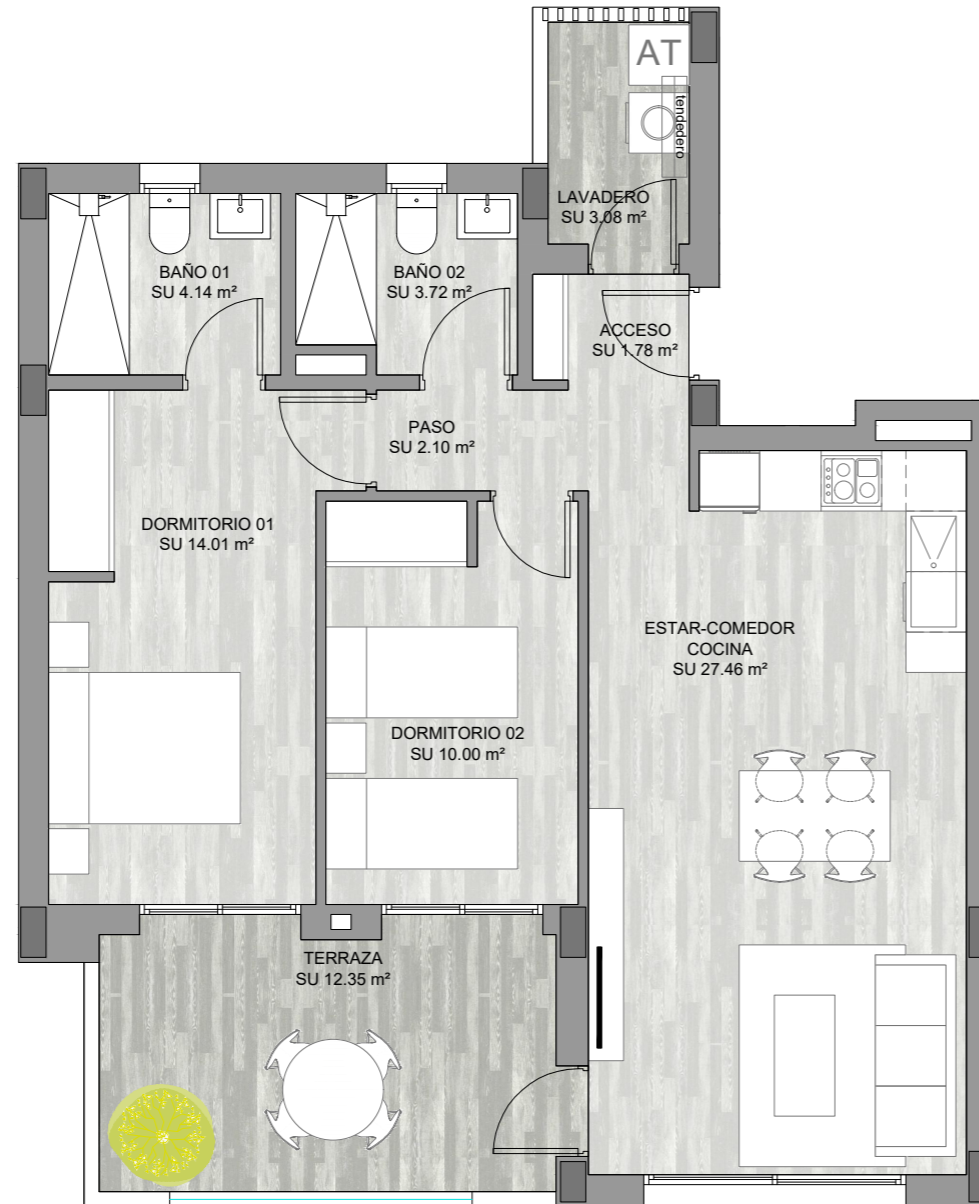 AT
tendedero
LAVADERO
SU 3.08 m²
BAÑO 01
SU 4.14 m²
BAÑO 02
SU 3.72 m²
ACCESO
SU 1.78 m²
PASO
SU 2.10 m²
DORMITORIO 01
SU 14.01 m²
ESTAR-COMEDOR
COCINA
SU 27.46 m²
DORMITORIO 02
SU 10.00 m²
TERRAZA
SU 12.35 m²